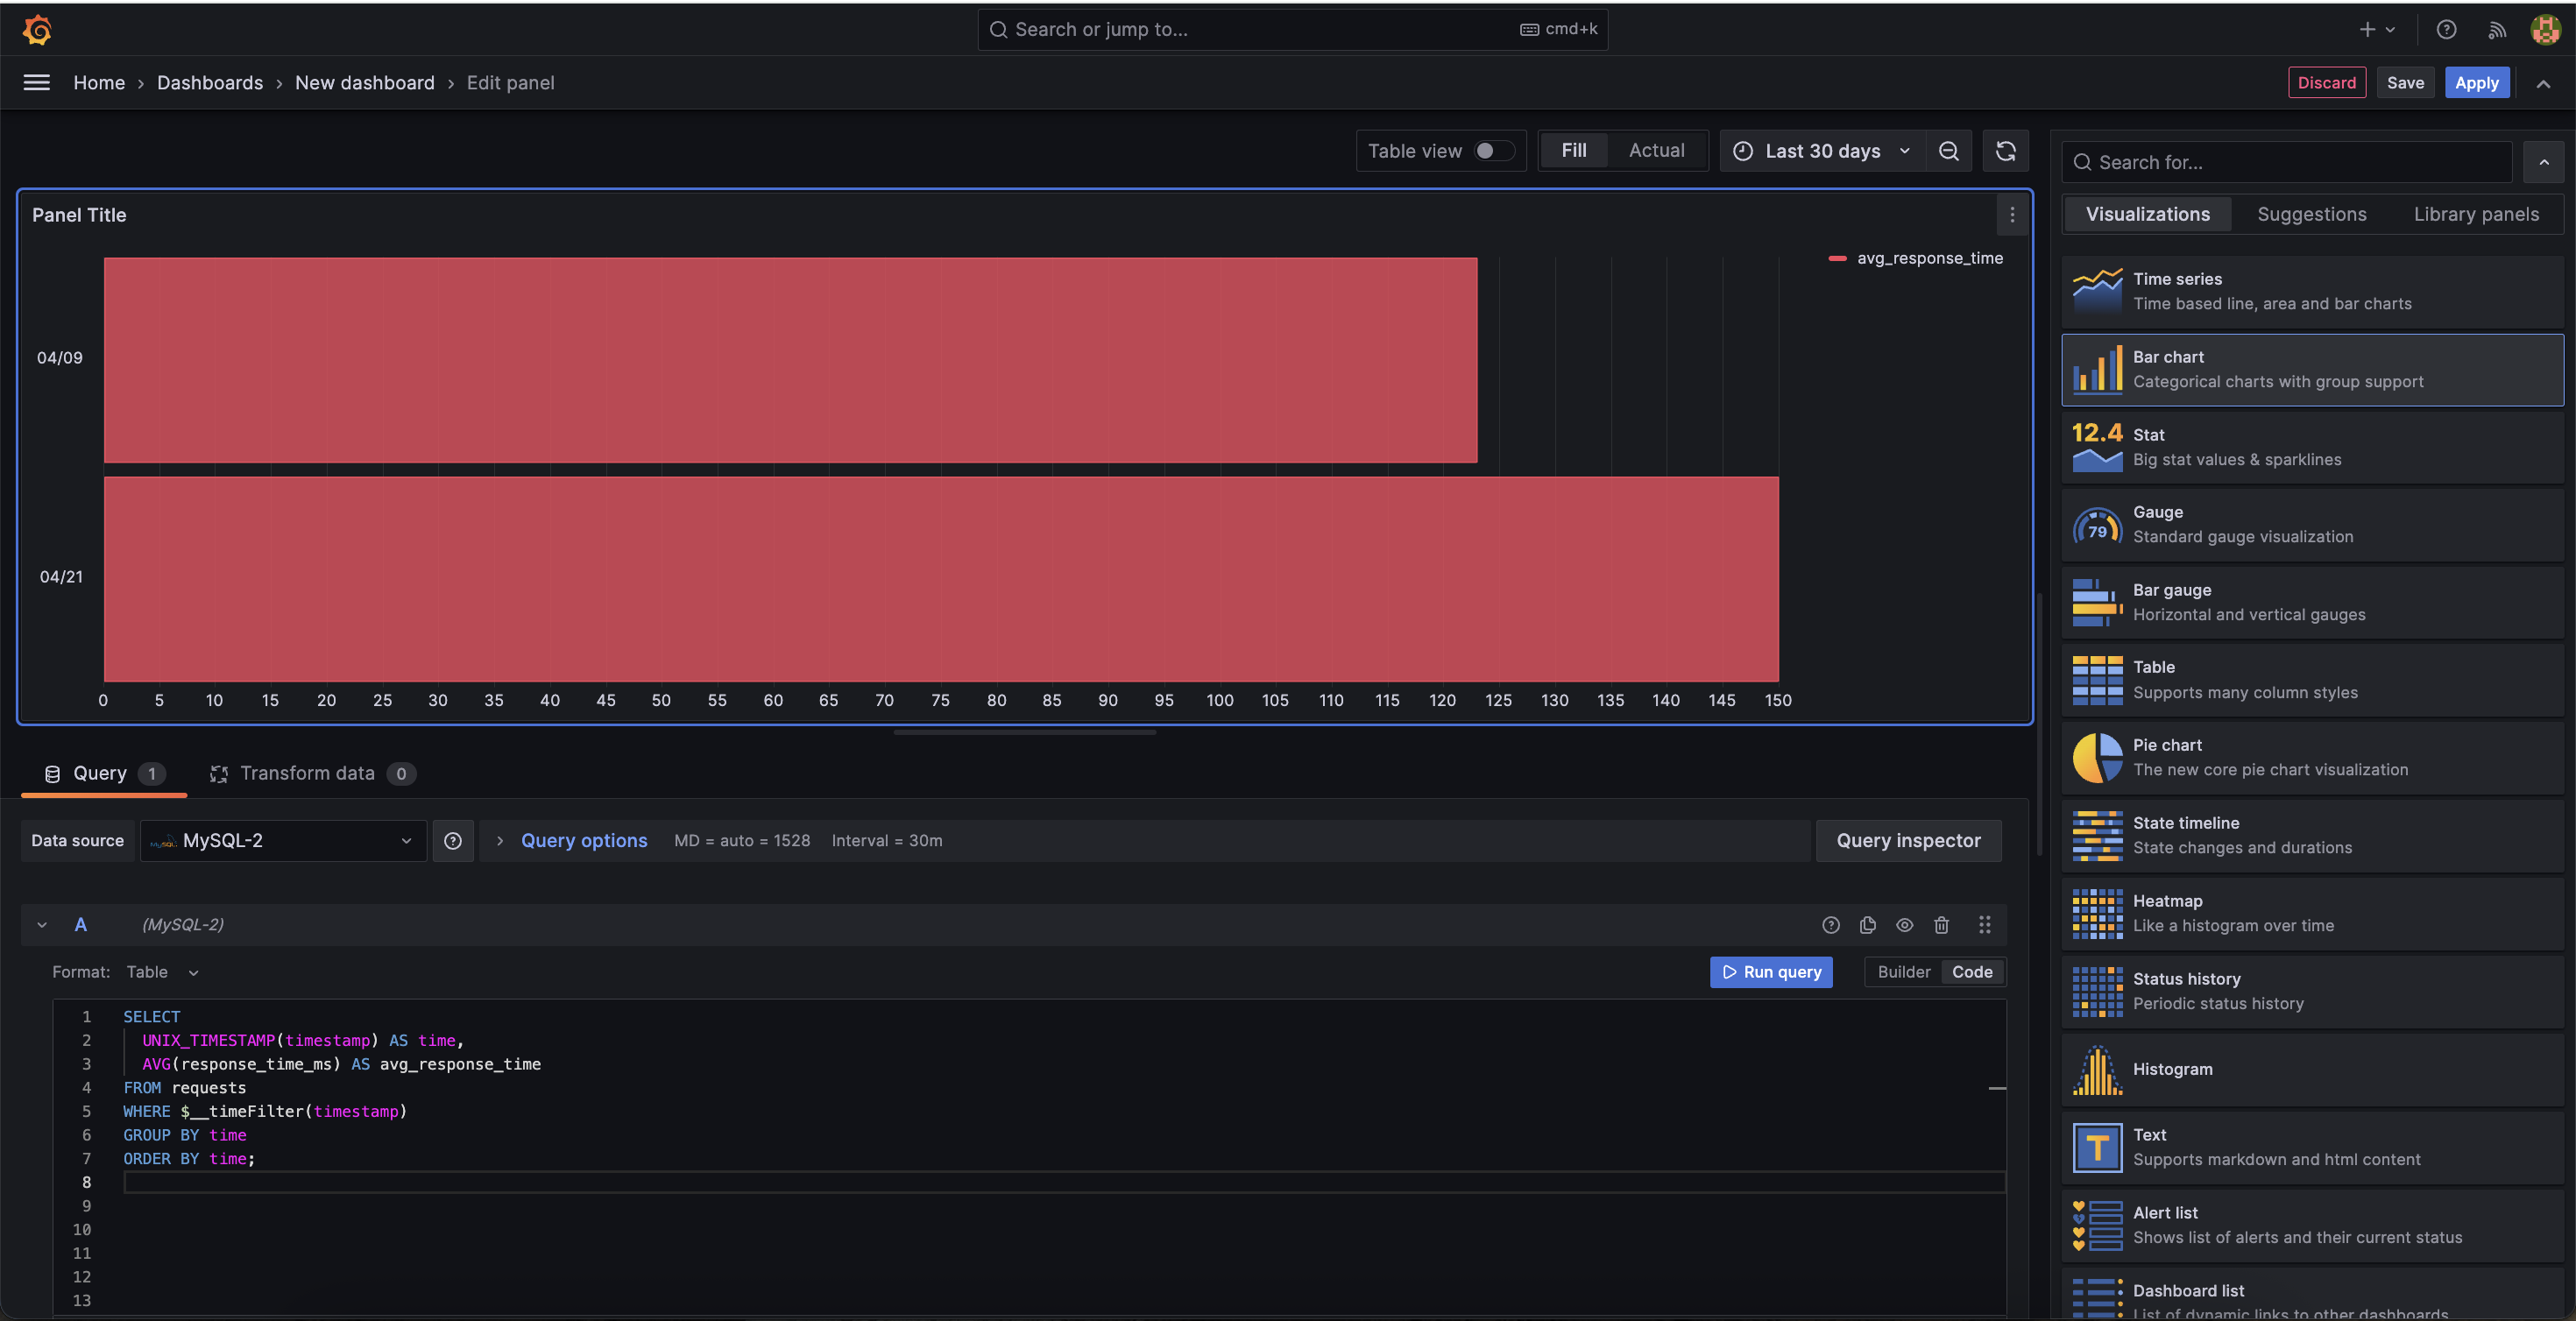 Search or jump to... cmd+k
Home › Dashboards › New dashboard › Edit panel
Discard Save Apply
Table view Fill Actual Last 30 days
Panel Title
avg_response_time
04/09
04/21
0 5 10 15 20 25 30 35 40 45 50 55 60 65 70 75 80 85 90 95 100 105 110 115 120 125 130 135 140 145 150
Query 1 Transform data 0
Data source MySQL-2 Query options MD = auto = 1528 Interval = 30m Query inspector
A (MySQL-2)
Format: Table Run query Builder Code
1 SELECT
2 UNIX_TIMESTAMP(timestamp) AS time,
3 AVG(response_time_ms) AS avg_response_time
4 FROM requests
5 WHERE $__timeFilter(timestamp)
6 GROUP BY time
7 ORDER BY time;
8
9
10
11
12
13
Search for...
Visualizations Suggestions Library panels
Time series
Time based line, area and bar charts
Bar chart
Categorical charts with group support
12.4
Stat
Big stat values & sparklines
79
Gauge
Standard gauge visualization
Bar gauge
Horizontal and vertical gauges
Table
Supports many column styles
Pie chart
The new core pie chart visualization
State timeline
State changes and durations
Heatmap
Like a histogram over time
Status history
Periodic status history
Histogram
T
Text
Supports markdown and html content
Alert list
Shows list of alerts and their current status
Dashboard list
List of dynamic links to other dashboards